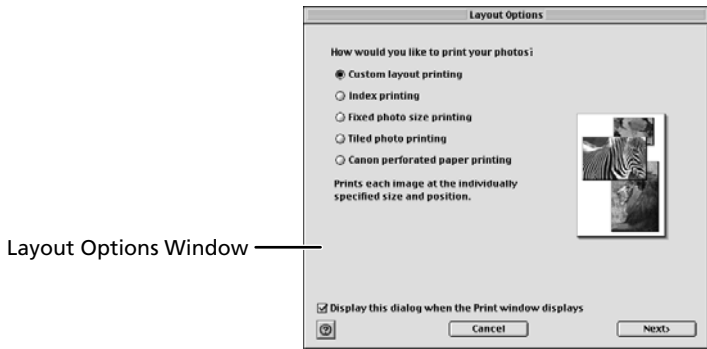 Layout Options
How would you like to print your photos?
Custom layout printing
Index printing
Fixed photo size printing
Tiled photo printing
Canon perforated paper printing
Prints each image at the individually
specified size and position.
Layout Options Window
Display this dialog when the Print window displays
?
Cancel
Next>